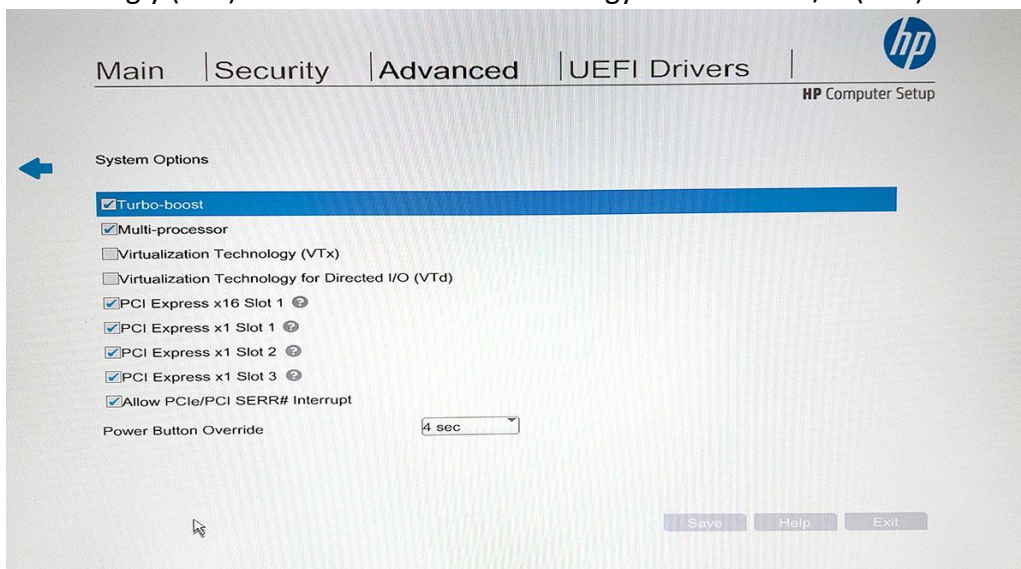 Main Security Advanced UEFI Drivers
hp
HP Computer Setup
System Options
Turbo-boost
Multi-processor
Virtualization Technology (VTx)
Virtualization Technology for Directed I/O (VTd)
PCI Express x16 Slot 1 ?
PCI Express x1 Slot 1 ?
PCI Express x1 Slot 2 ?
PCI Express x1 Slot 3 ?
Allow PCIe/PCI SERR# Interrupt
Power Button Override 4 sec
Save Help Exit